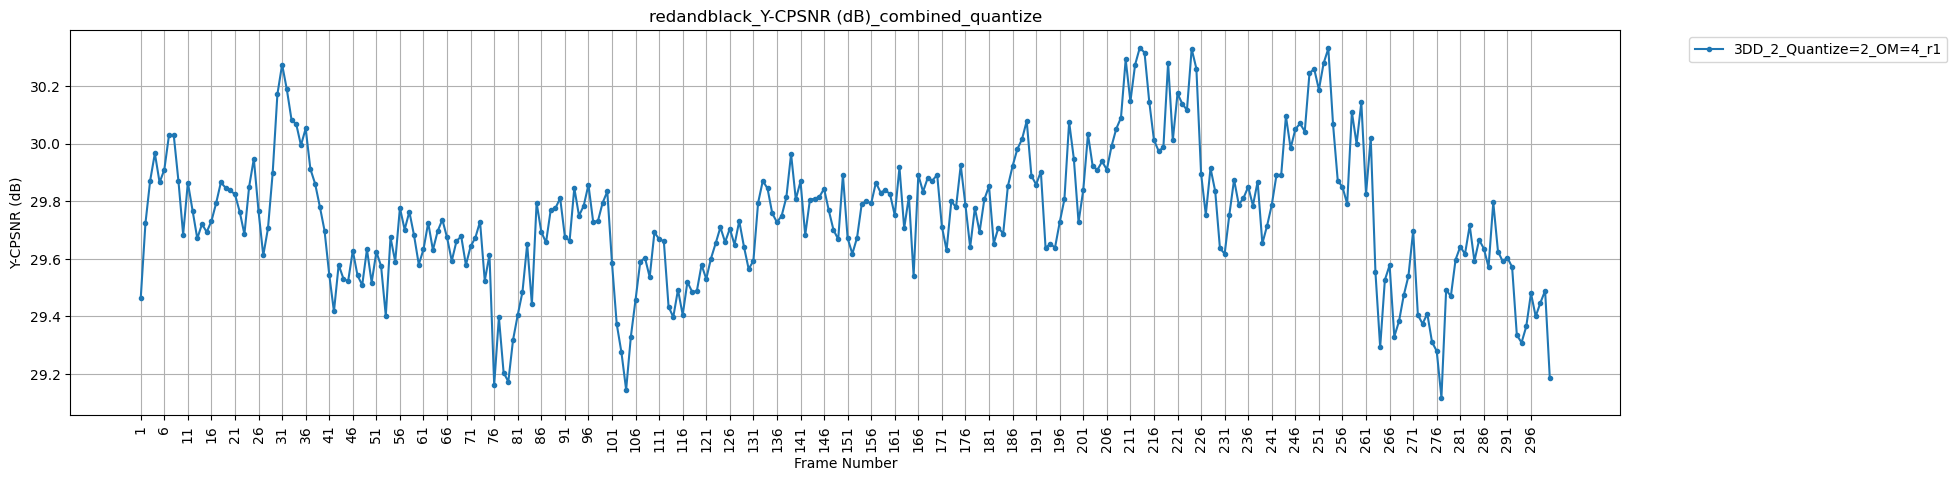 redandblack_Y-CPSNR (dB)_combined_quantize
3DD_2_Quantize=2_OM=4_r1
Y-CPSNR (dB)
30.2
30.0
29.8
29.6
29.4
29.2
1 6 11 16 21 26 31 36 41 46 51 56 61 66 71 76 81 86 91 96 101 106 111 116 121 126 131 136 141 146 151 156 161 166 171 176 181 186 191 196 201 206 211 216 221 226 231 236 241 246 251 256 261 266 271 276 281 286 291 296
Frame Number